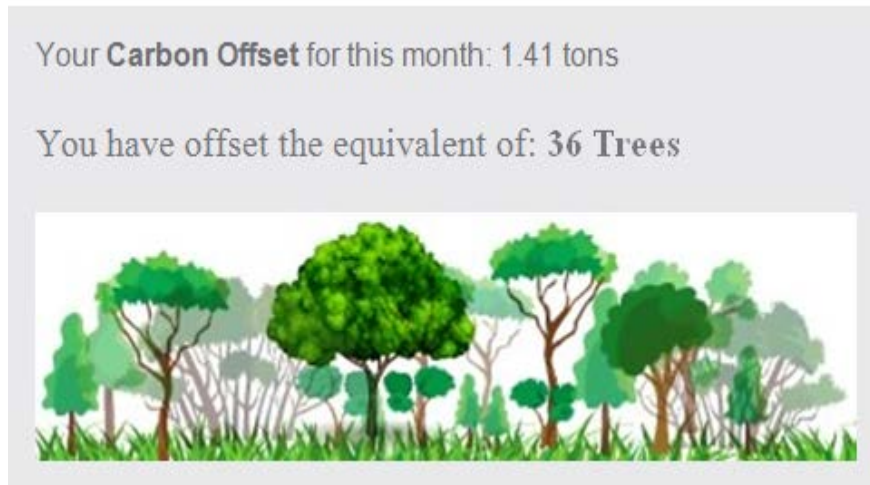 Your Carbon Offset for this month: 1.41 tons
You have offset the equivalent of: 36 Trees